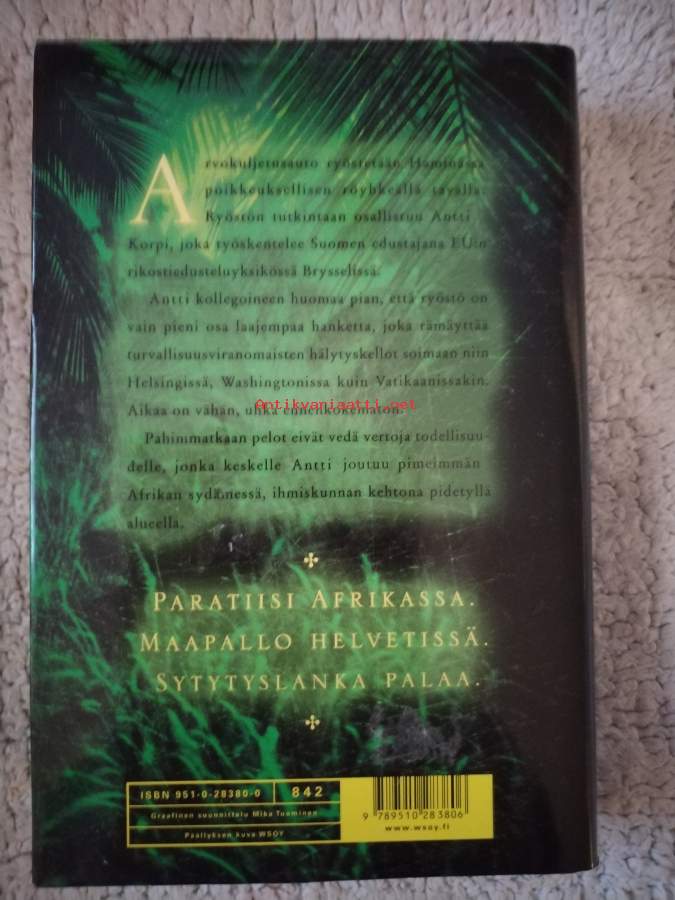 Arvokuljetusauto ryöstetään Haminassa
poikkeuksellisen röyhkeällä tavalla.
Ryöstön tutkintaan osallistuu Antti
Korpi, joka työskentelee Suomen edustajana EU:n
rikostiedusteluyksikössä Brysselissä.
Antti kollegoineen huomaa pian, että ryöstö on
vain pieni osa laajempaa hanketta, joka rämäyttää
turvallisuusviranomaisten hälytyskellot soimaan niin
Helsingissä, Washingtonissa kuin Vatikaanissakin.
Aikaa on vähän, uhka ennenkokematon.
Antikvariaatti.net
Pahimmatkaan pelot eivät vedä vertoja todellisuu-
delle, jonka keskelle Antti joutuu pimeimmän
Afrikan sydämessä, ihmiskunnan kehtona pidetyllä
alueella.
PARATIISI AFRIKASSA.
MAAPALLO HELVETISSÄ.
SYTYTYSLANKA PALAA.
ISBN 951-0-28380-0 842
Graafinen suunnittelu Mika Tuominen
Päällyksen kuva WSOY
9 789510 283806
www.wsoy.fi